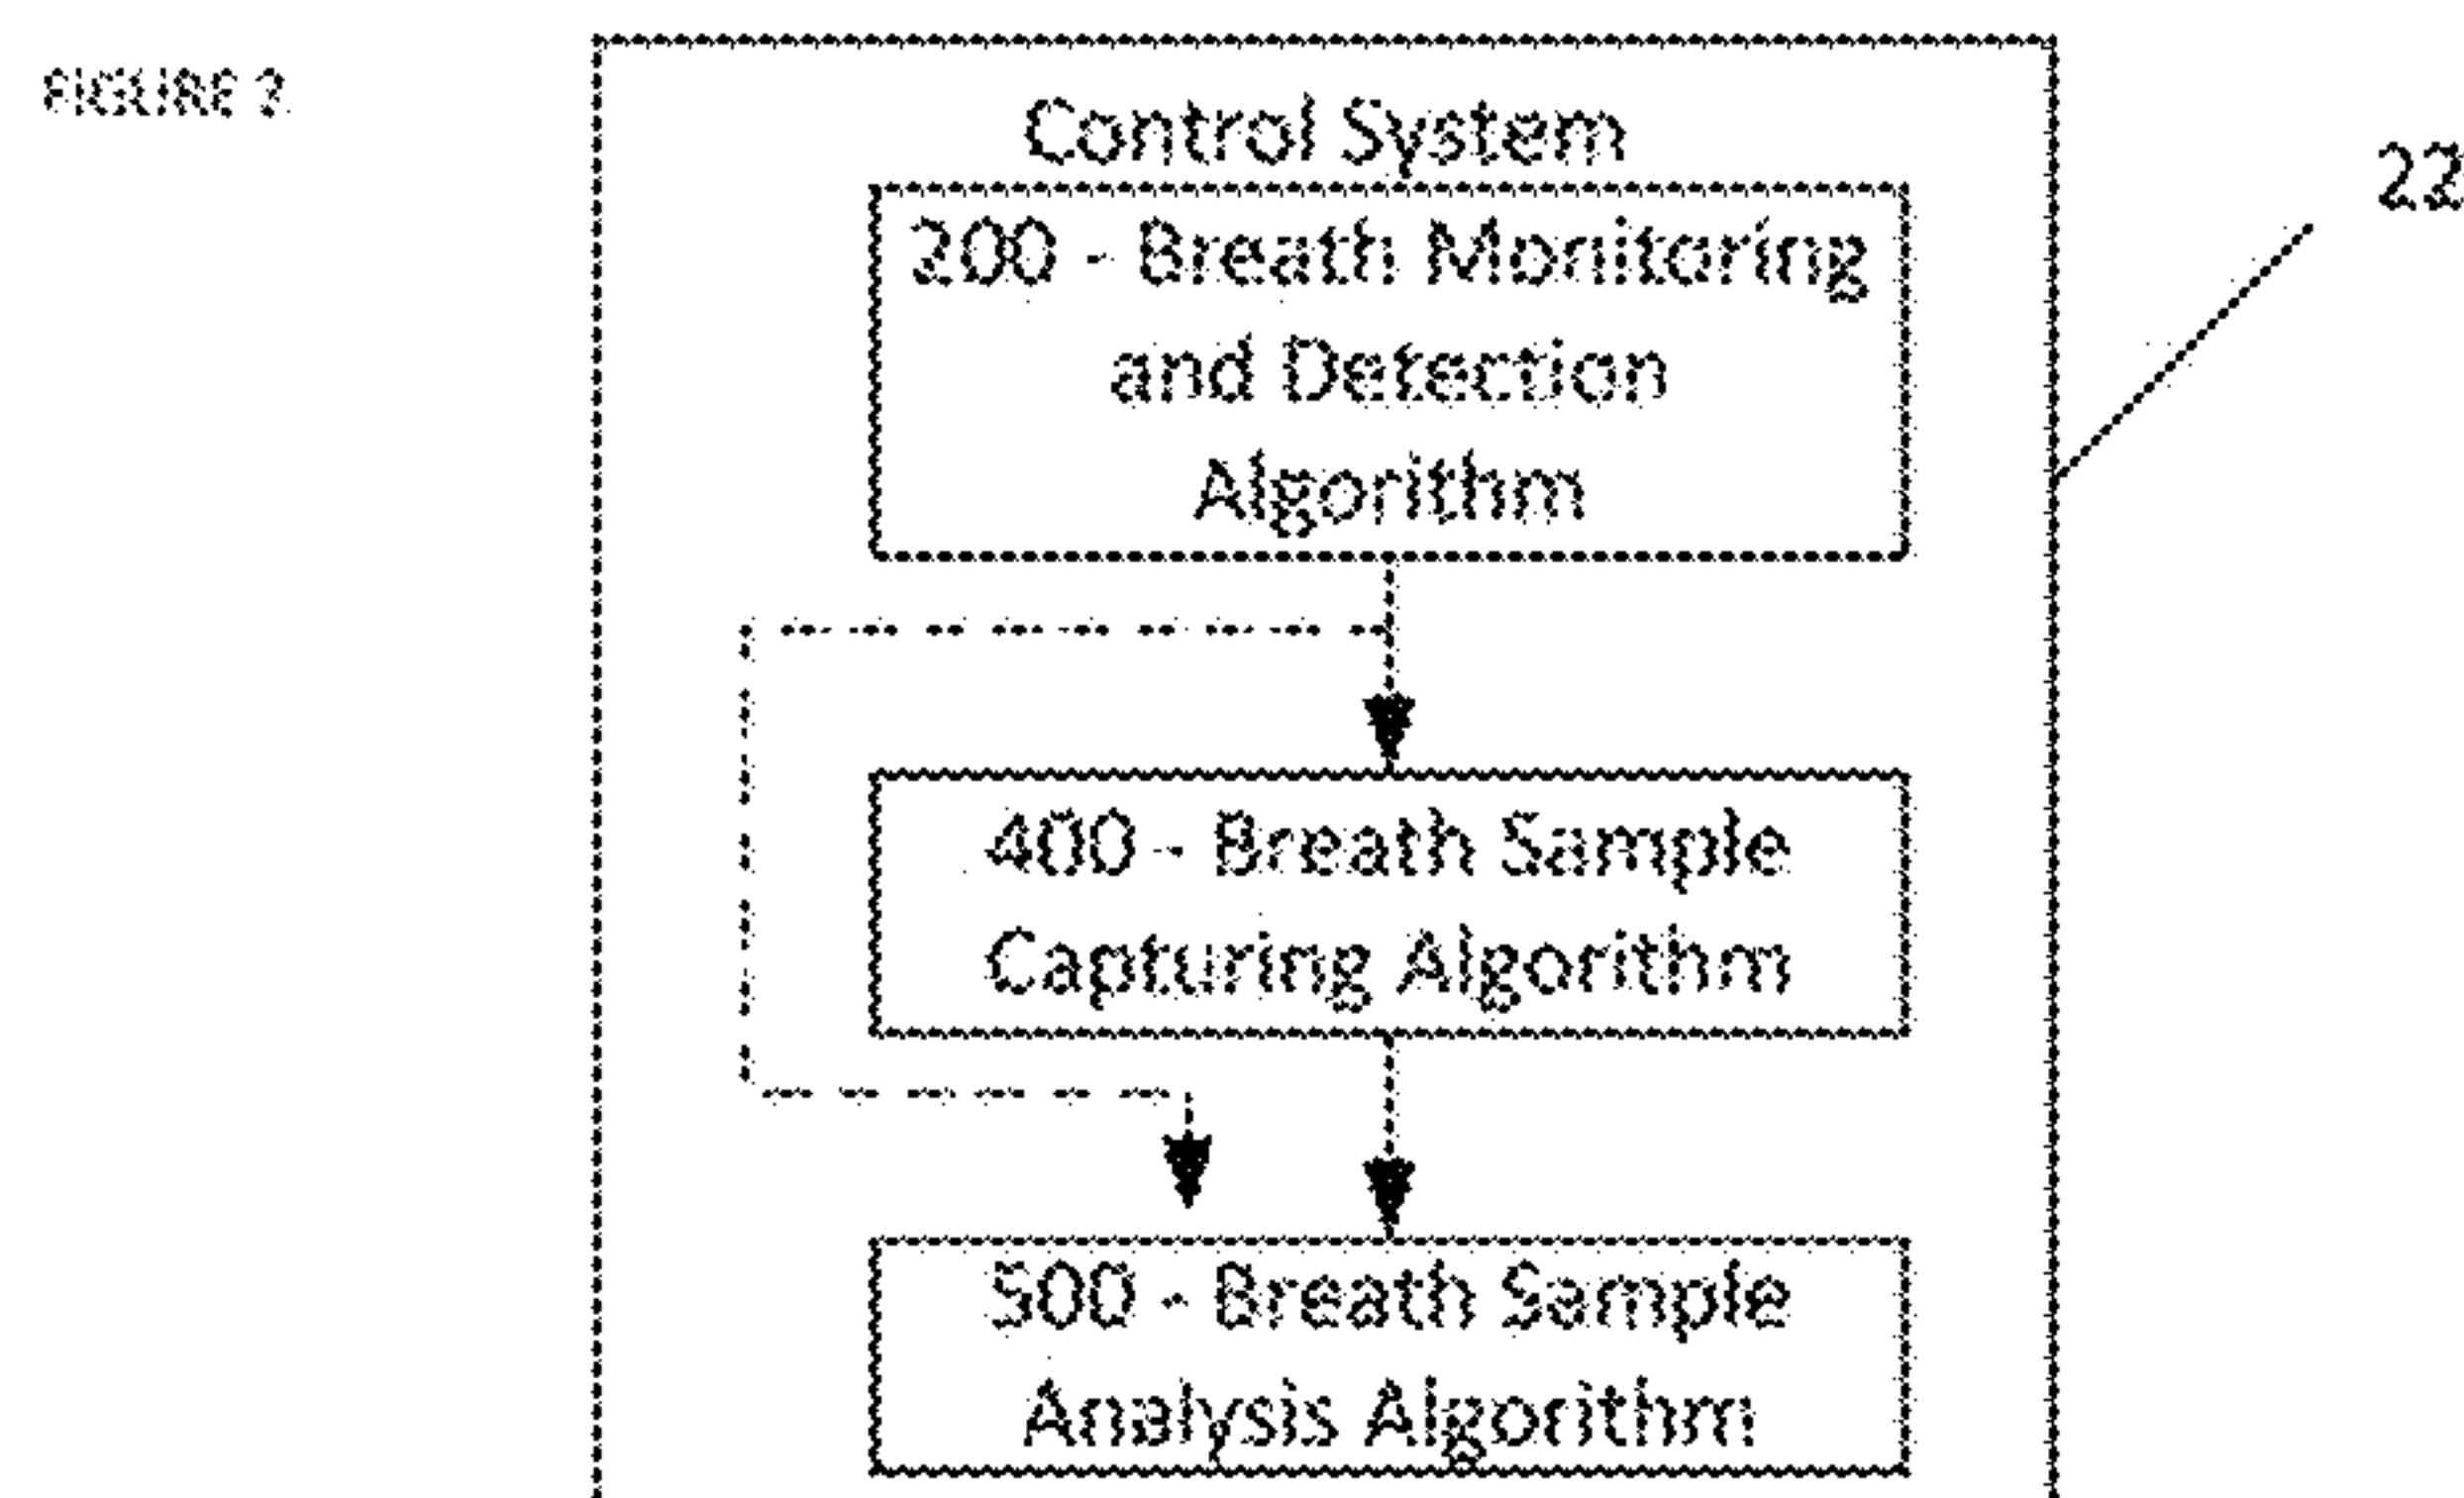 FIGURE 2
Control System
22
200 - Breath Monitoring
and Detection
Algorithm
400 - Breath Sample
Capturing Algorithm
500 - Breath Sample
Analysis Algorithm